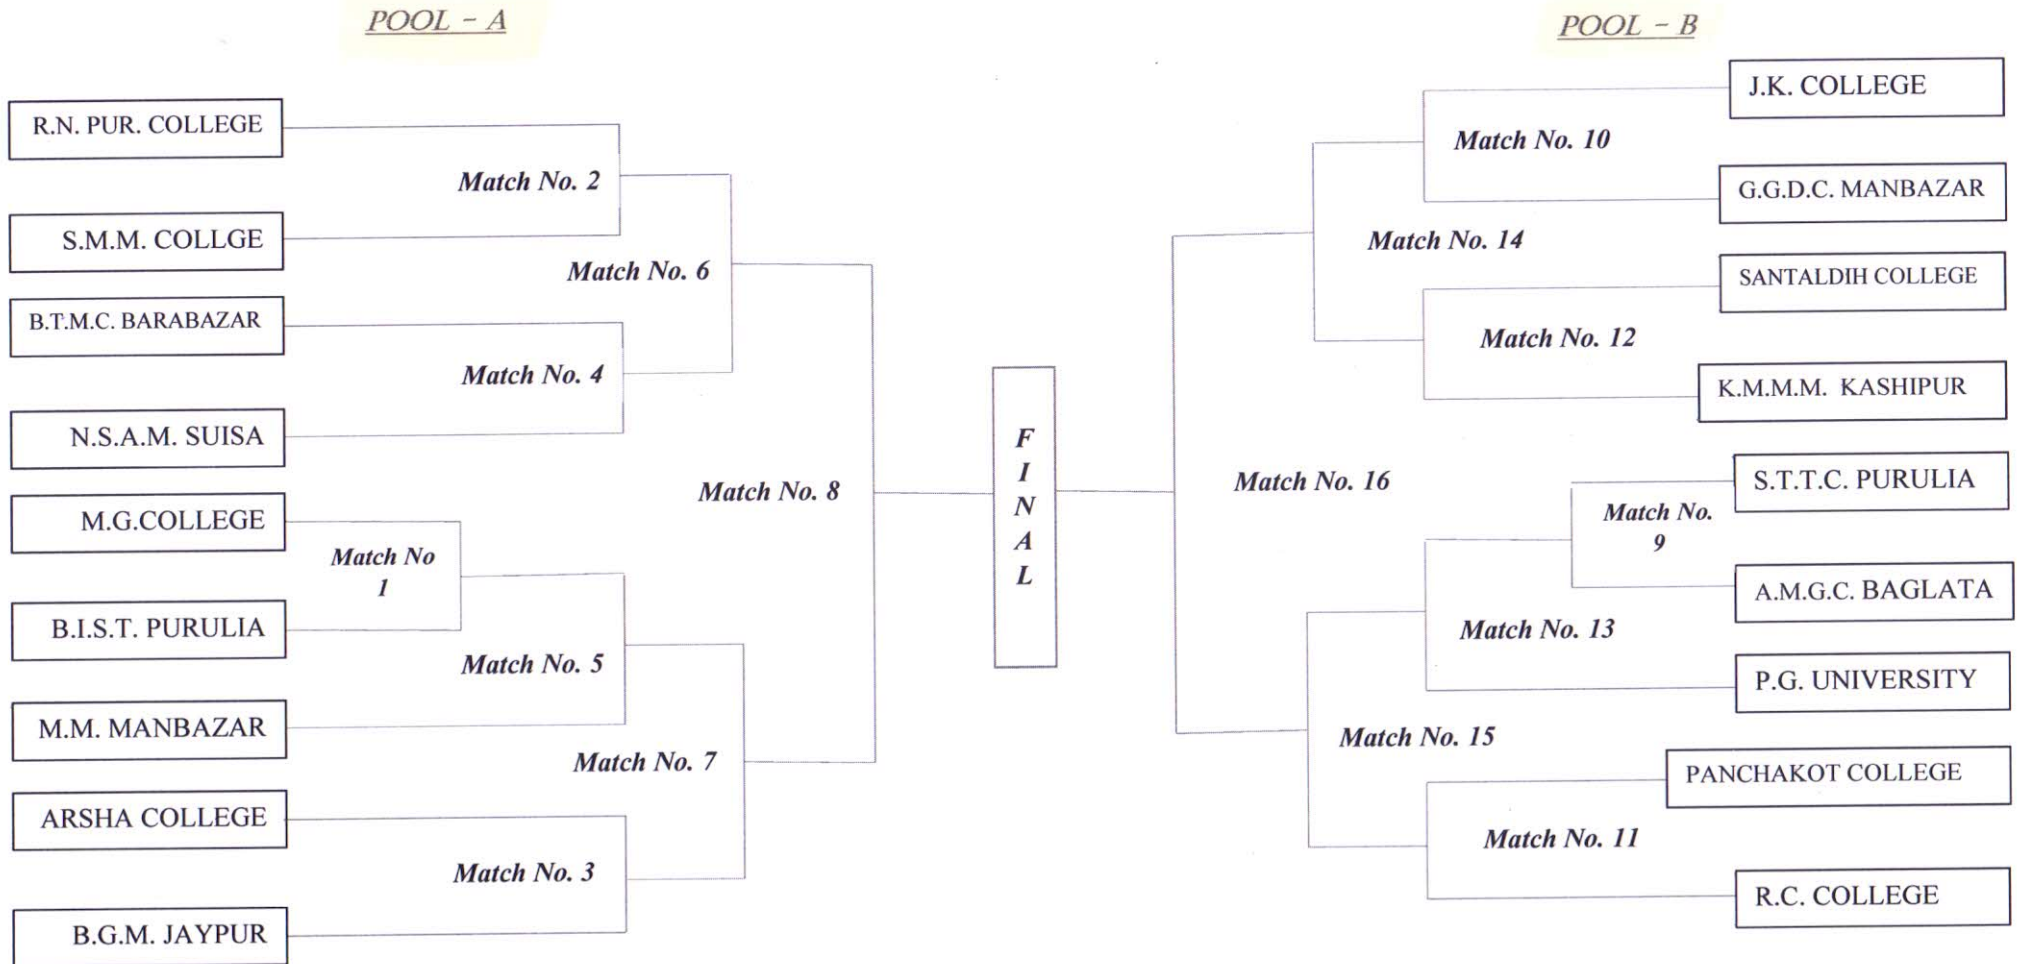 POOL - A
R.N. PUR. COLLEGE
Match No. 2
S.M.M. COLLGE
Match No. 6
B.T.M.C. BARABAZAR
Match No. 4
N.S.A.M. SUISA
Match No. 8
M.G.COLLEGE
Match No
1
B.I.S.T. PURULIA
Match No. 5
M.M. MANBAZAR
Match No. 7
ARSHA COLLEGE
Match No. 3
B.G.M. JAYPUR
F
I
N
A
L
POOL - B
J.K. COLLEGE
Match No. 10
G.G.D.C. MANBAZAR
Match No. 14
SANTALDIH COLLEGE
Match No. 12
K.M.M.M. KASHIPUR
Match No. 16
S.T.T.C. PURULIA
Match No.
9
A.M.G.C. BAGLATA
Match No. 13
P.G. UNIVERSITY
Match No. 15
PANCHAKOT COLLEGE
Match No. 11
R.C. COLLEGE